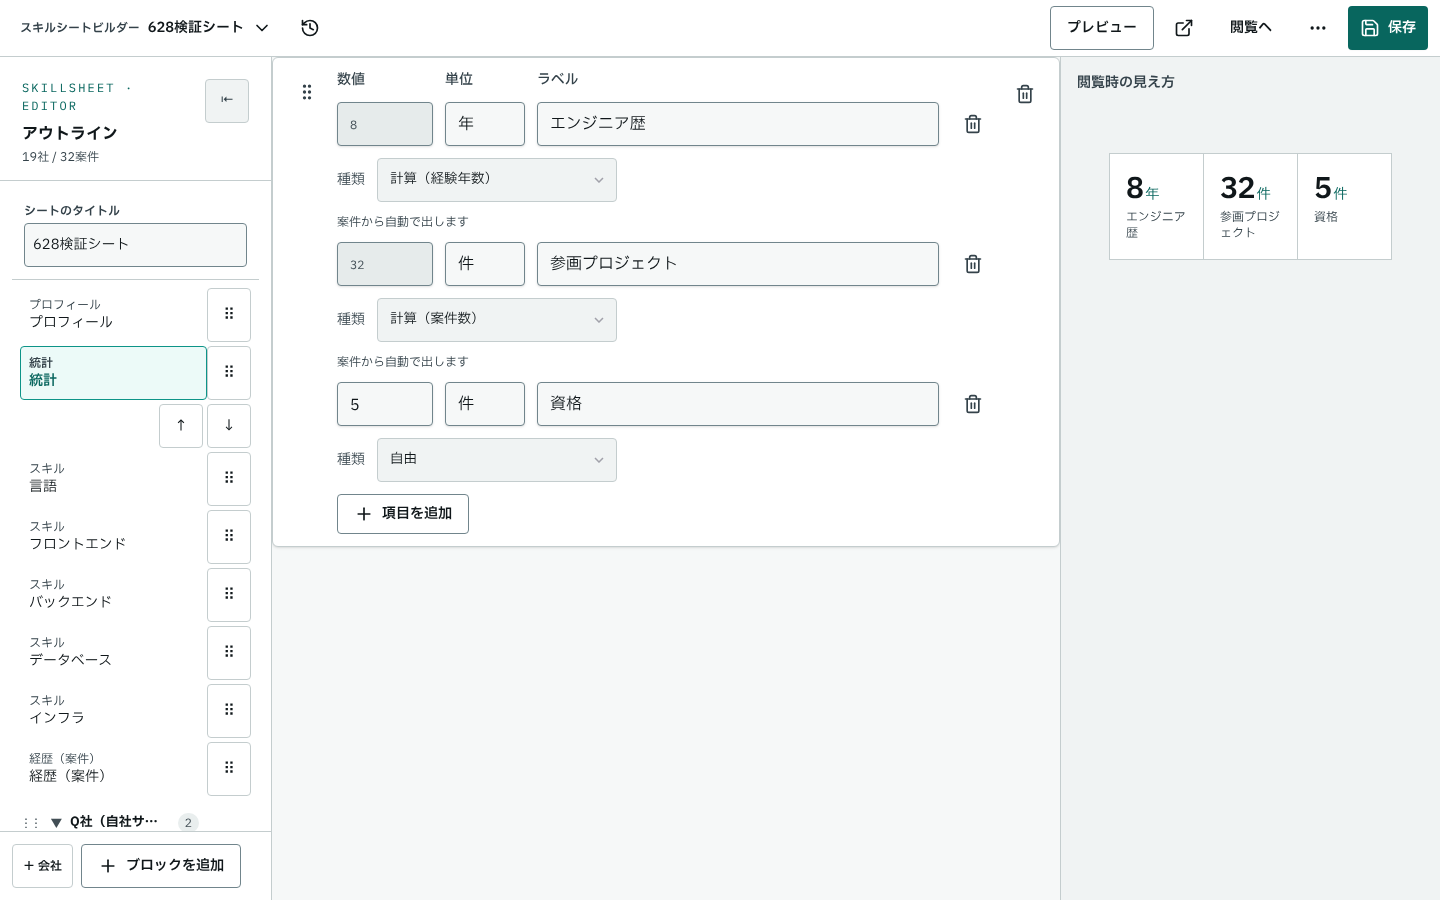 スキルシートビルダー 628検証シート
プレビュー
閲覧へ
保存
SKILLSHEET ·
EDITOR
アウトライン
19社 / 32案件
シートのタイトル
628検証シート
プロフィール
プロフィール
統計
統計
↑ ↓
スキル
言語
スキル
フロントエンド
スキル
バックエンド
スキル
データベース
スキル
インフラ
経歴（案件）
経歴（案件）
▼ Q社（自社サ… 2
+ 会社
＋ ブロックを追加
数値 単位 ラベル
8 年 エンジニア歴
種類 計算（経験年数）
案件から自動で出します
32 件 参画プロジェクト
種類 計算（案件数）
案件から自動で出します
5 件 資格
種類 自由
＋ 項目を追加
閲覧時の見え方
8年
エンジニア
歴
32件
参画プロジ
ェクト
5件
資格